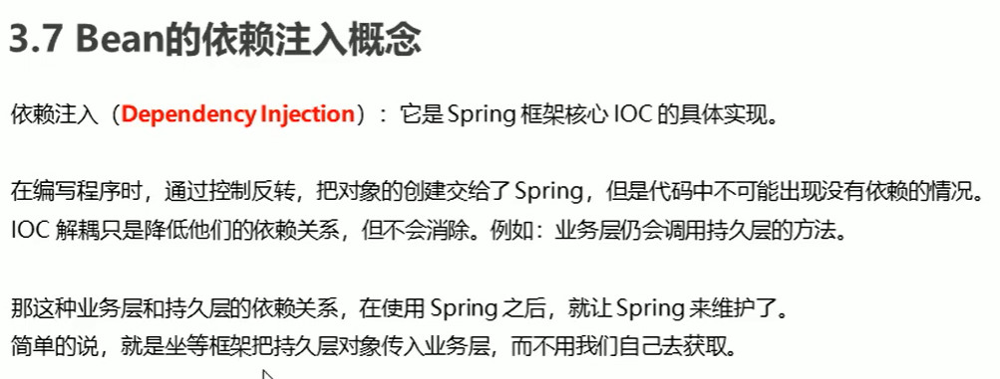 3.7 Bean的依赖注入概念
依赖注入（Dependency Injection）：它是 Spring 框架核心 IOC 的具体实现。
在编写程序时，通过控制反转，把对象的创建交给了 Spring，但是代码中不可能出现没有依赖的情况。
IOC 解耦只是降低他们的依赖关系，但不会消除。例如：业务层仍会调用持久层的方法。
那这种业务层和持久层的依赖关系，在使用 Spring 之后，就让 Spring 来维护了。
简单的说，就是坐等框架把持久层对象传入业务层，而不用我们自己去获取。